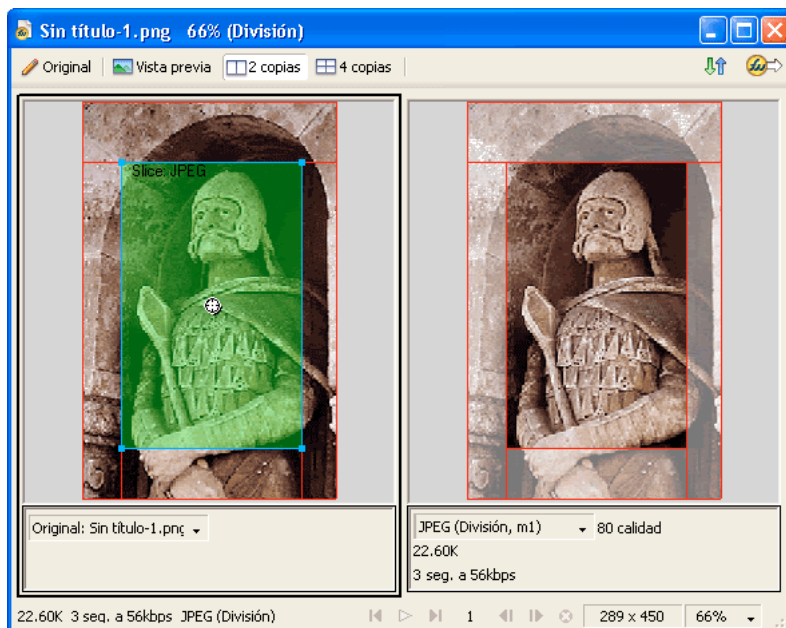 Sin título-1.png 66% (División)
Original Vista previa 2 copias 4 copias
Slice: JPEG
Original: Sin título-1.png
JPEG (División, m1) 80 calidad
22.60K
3 seg. a 56kbps
22.60K 3 seg. a 56kbps JPEG (División) 1 289 x 450 66%